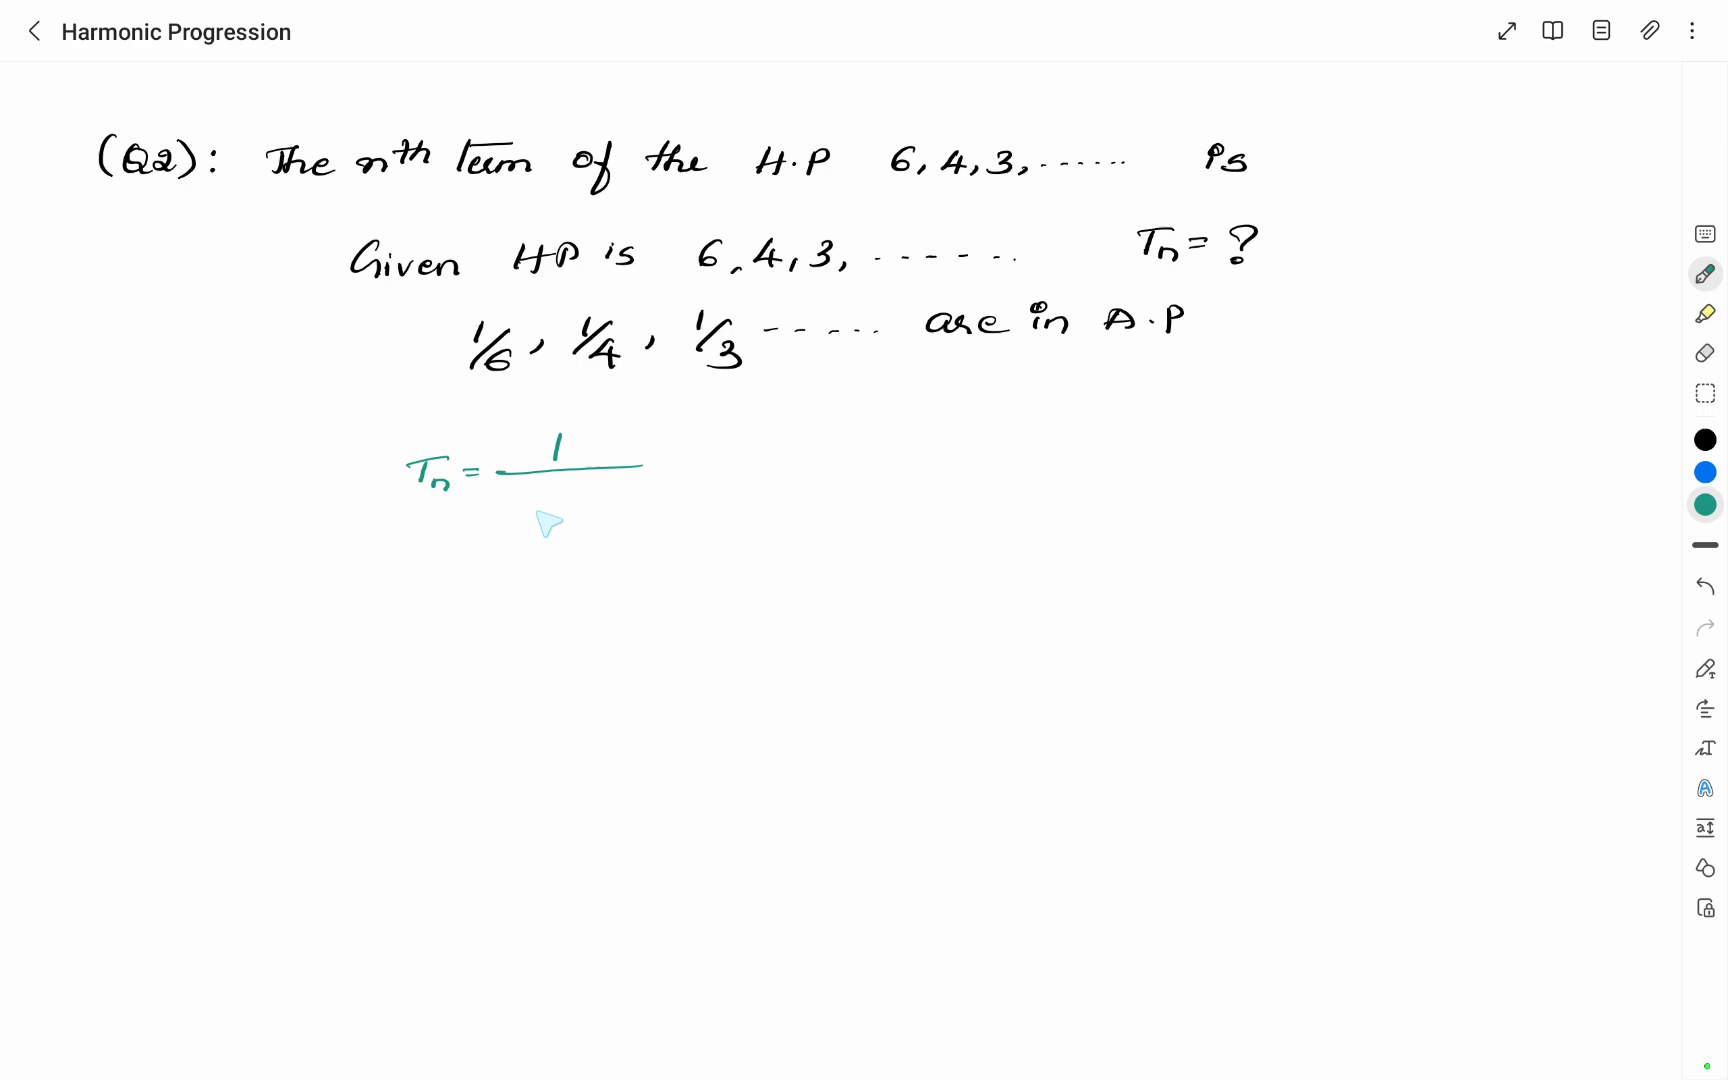 Harmonic Progression
(Q2): The nth term of the H.P 6, 4, 3, ...... is
Given HP is 6, 4, 3, ....... Tn = ?
1/6, 1/4, 1/3 ...... are in A.P
Tn = 1/